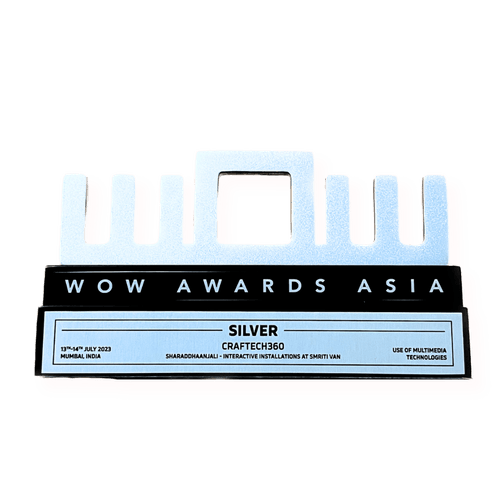 WOW
WOW AWARDS ASIA
SILVER
CRAFTECH360
13TH-14TH JULY 2023
MUMBAI, INDIA
SHARADDHAANJALI - INTERACTIVE INSTALLATIONS AT SMRITI VAN
USE OF MULTIMEDIA
TECHNOLOGIES